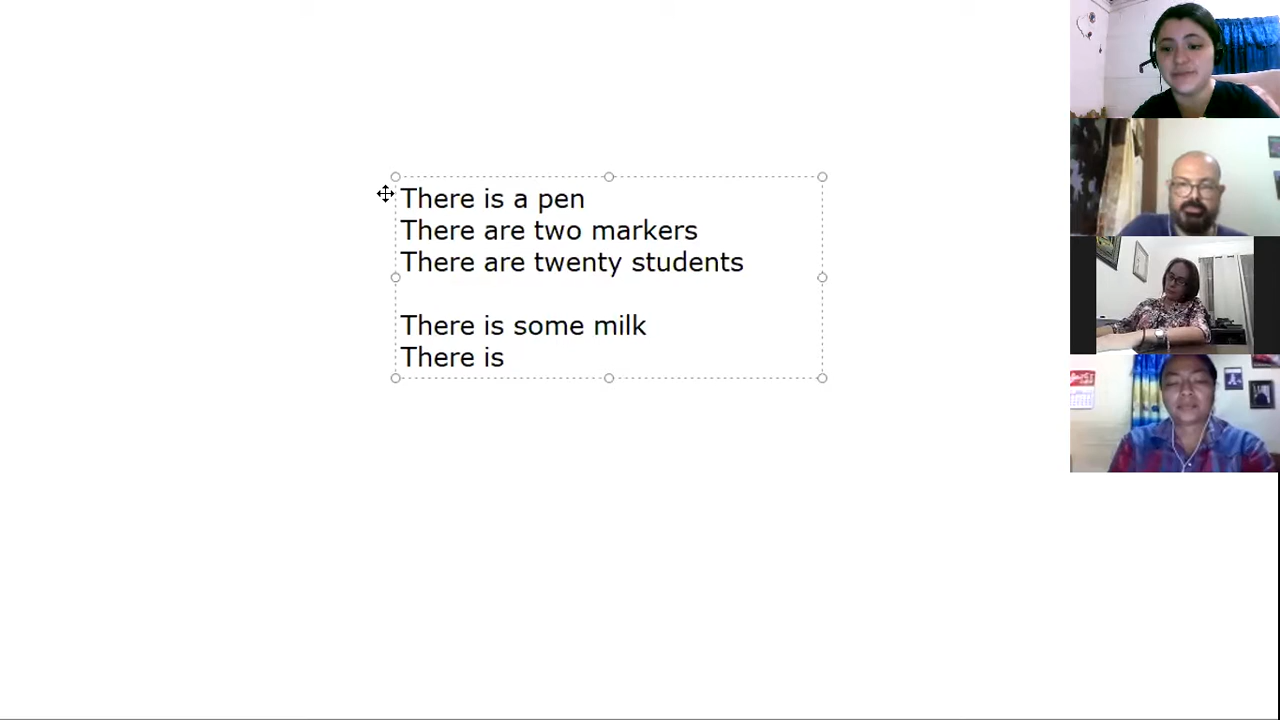 There is a pen
There are two markers
There are twenty students
There is some milk
There is